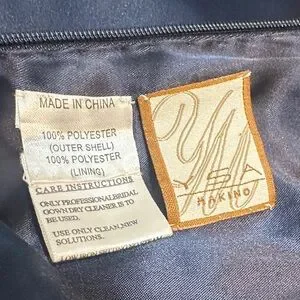 MADE IN CHINA
100% POLYESTER
(OUTER SHELL)
100% POLYESTER
(LINING)
CARE INSTRUCTIONS
ONLY PROFESSIONAL BRIDAL
GOWN DRY CLEANER IS TO
BE USED.
USE ONLY CLEAN, NEW
SOLUTIONS.
YSA
MAKINO